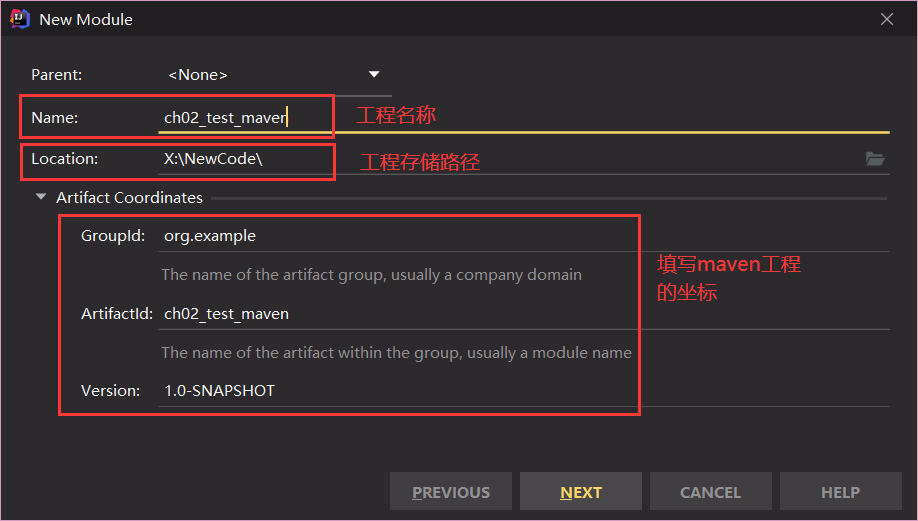 New Module
Parent: <None>
Name: ch02_test_maven 工程名称
Location: X:\NewCode\ 工程存储路径
Artifact Coordinates
GroupId: org.example
The name of the artifact group, usually a company domain
填写maven工程
的坐标
ArtifactId: ch02_test_maven
The name of the artifact within the group, usually a module name
Version: 1.0-SNAPSHOT
PREVIOUS NEXT CANCEL HELP